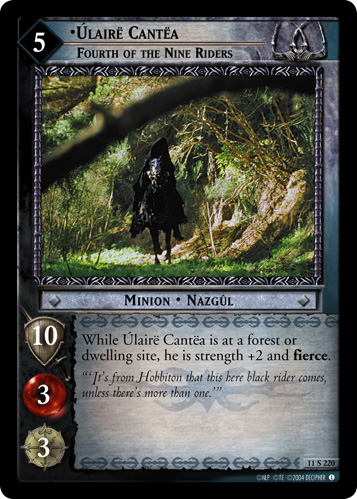 5
•Úlairë Cantëa
Fourth of the Nine Riders
Minion • Nazgûl
10
While Úlairë Cantëa is at a forest or
dwelling site, he is strength +2 and fierce.
3
“‘It's from Hobbiton that this here black rider comes,
unless there's more than one.’”
3
11 S 220
©NLP ©TE ©2004 DECIPHER